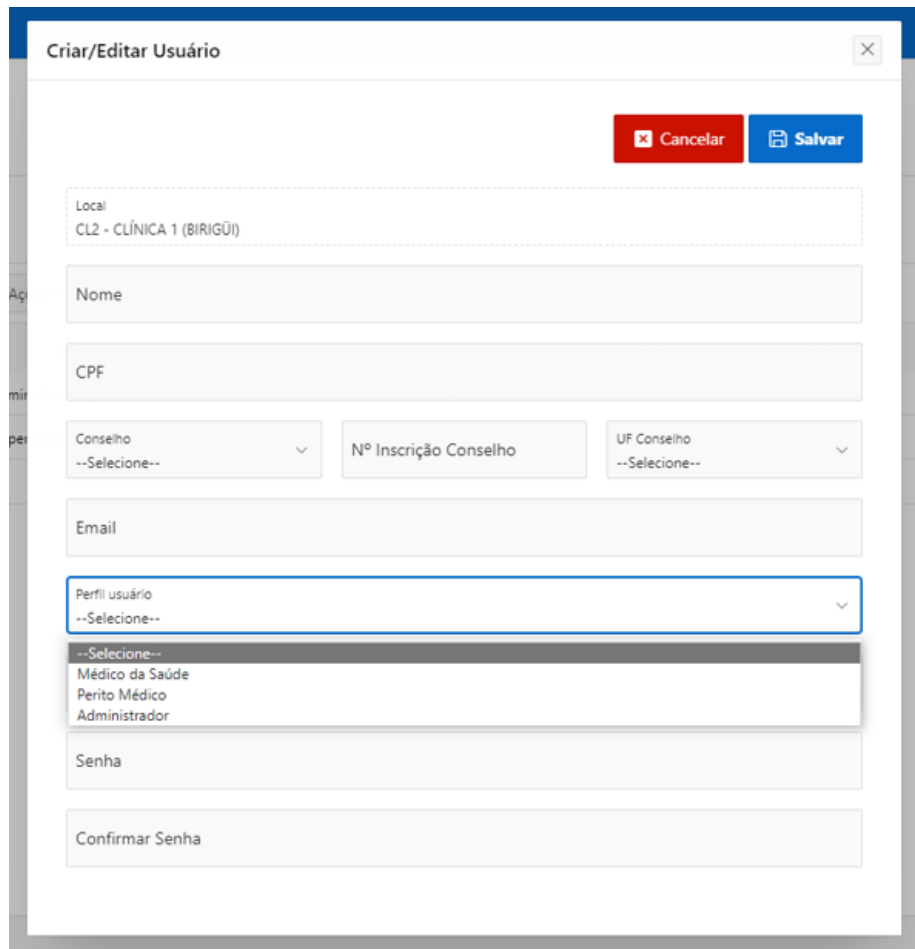 Criar/Editar Usuário
Cancelar Salvar
Local
CL2 - CLÍNICA 1 (BIRIGÜI)
Nome
CPF
Conselho
--Selecione--
Nº Inscrição Conselho
UF Conselho
--Selecione--
Email
Perfil usuário
--Selecione--
--Selecione--
Médico da Saúde
Perito Médico
Administrador
Senha
Confirmar Senha